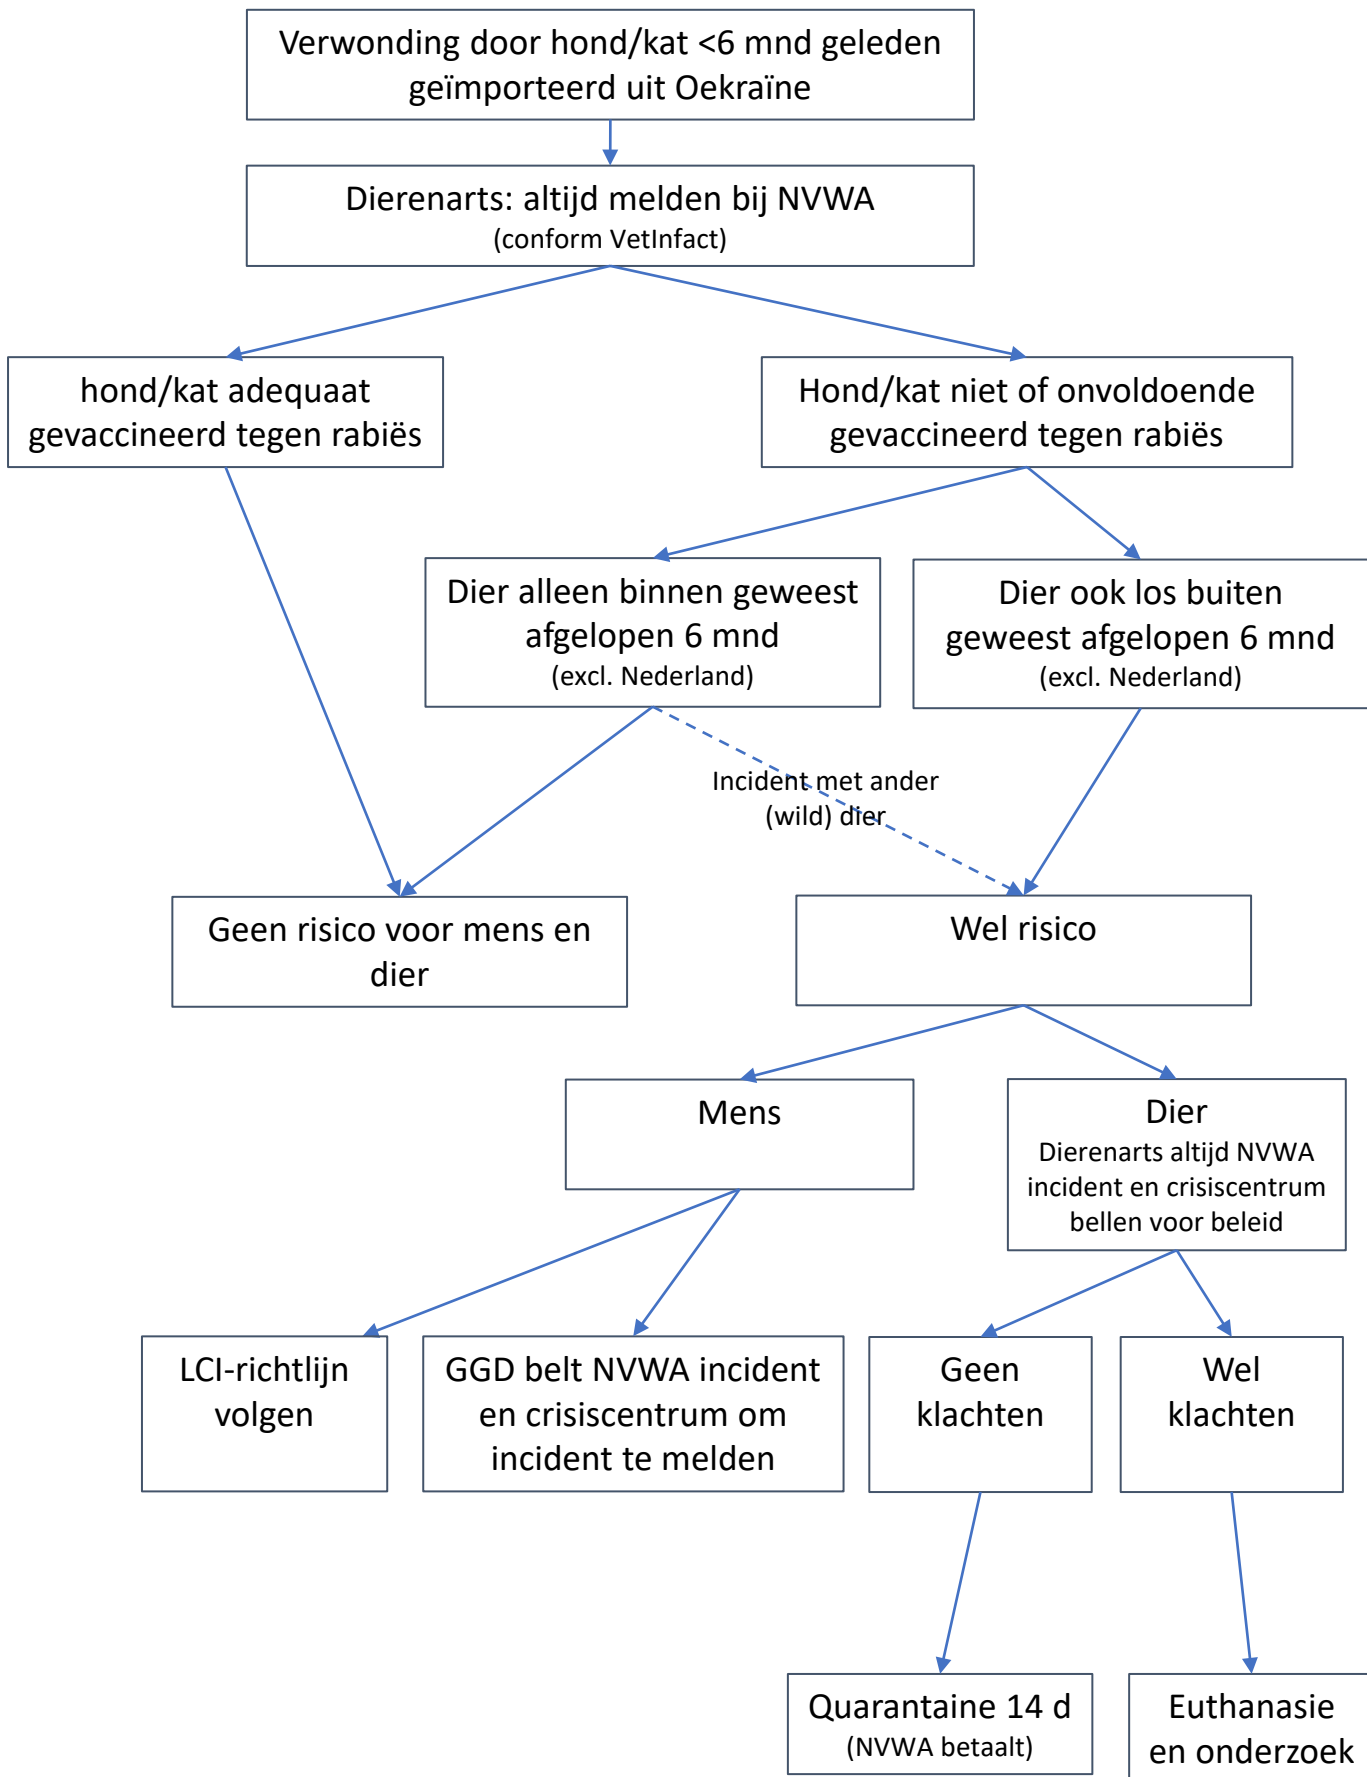 Verwonding door hond/kat <6 mnd geleden
geïmporteerd uit Oekraïne
Dierenarts: altijd melden bij NVWA
(conform VetInfact)
hond/kat adequaat
gevaccineerd tegen rabiës
Hond/kat niet of onvoldoende
gevaccineerd tegen rabiës
Dier alleen binnen geweest
afgelopen 6 mnd
(excl. Nederland)
Dier ook los buiten
geweest afgelopen 6 mnd
(excl. Nederland)
Incident met ander
(wild) dier
Geen risico voor mens en
dier
Wel risico
Mens
Dier
Dierenarts altijd NVWA
incident en crisiscentrum
bellen voor beleid
LCI-richtlijn
volgen
GGD belt NVWA incident
en crisiscentrum om
incident te melden
Geen
klachten
Wel
klachten
Quarantaine 14 d
(NVWA betaalt)
Euthanasie
en onderzoek